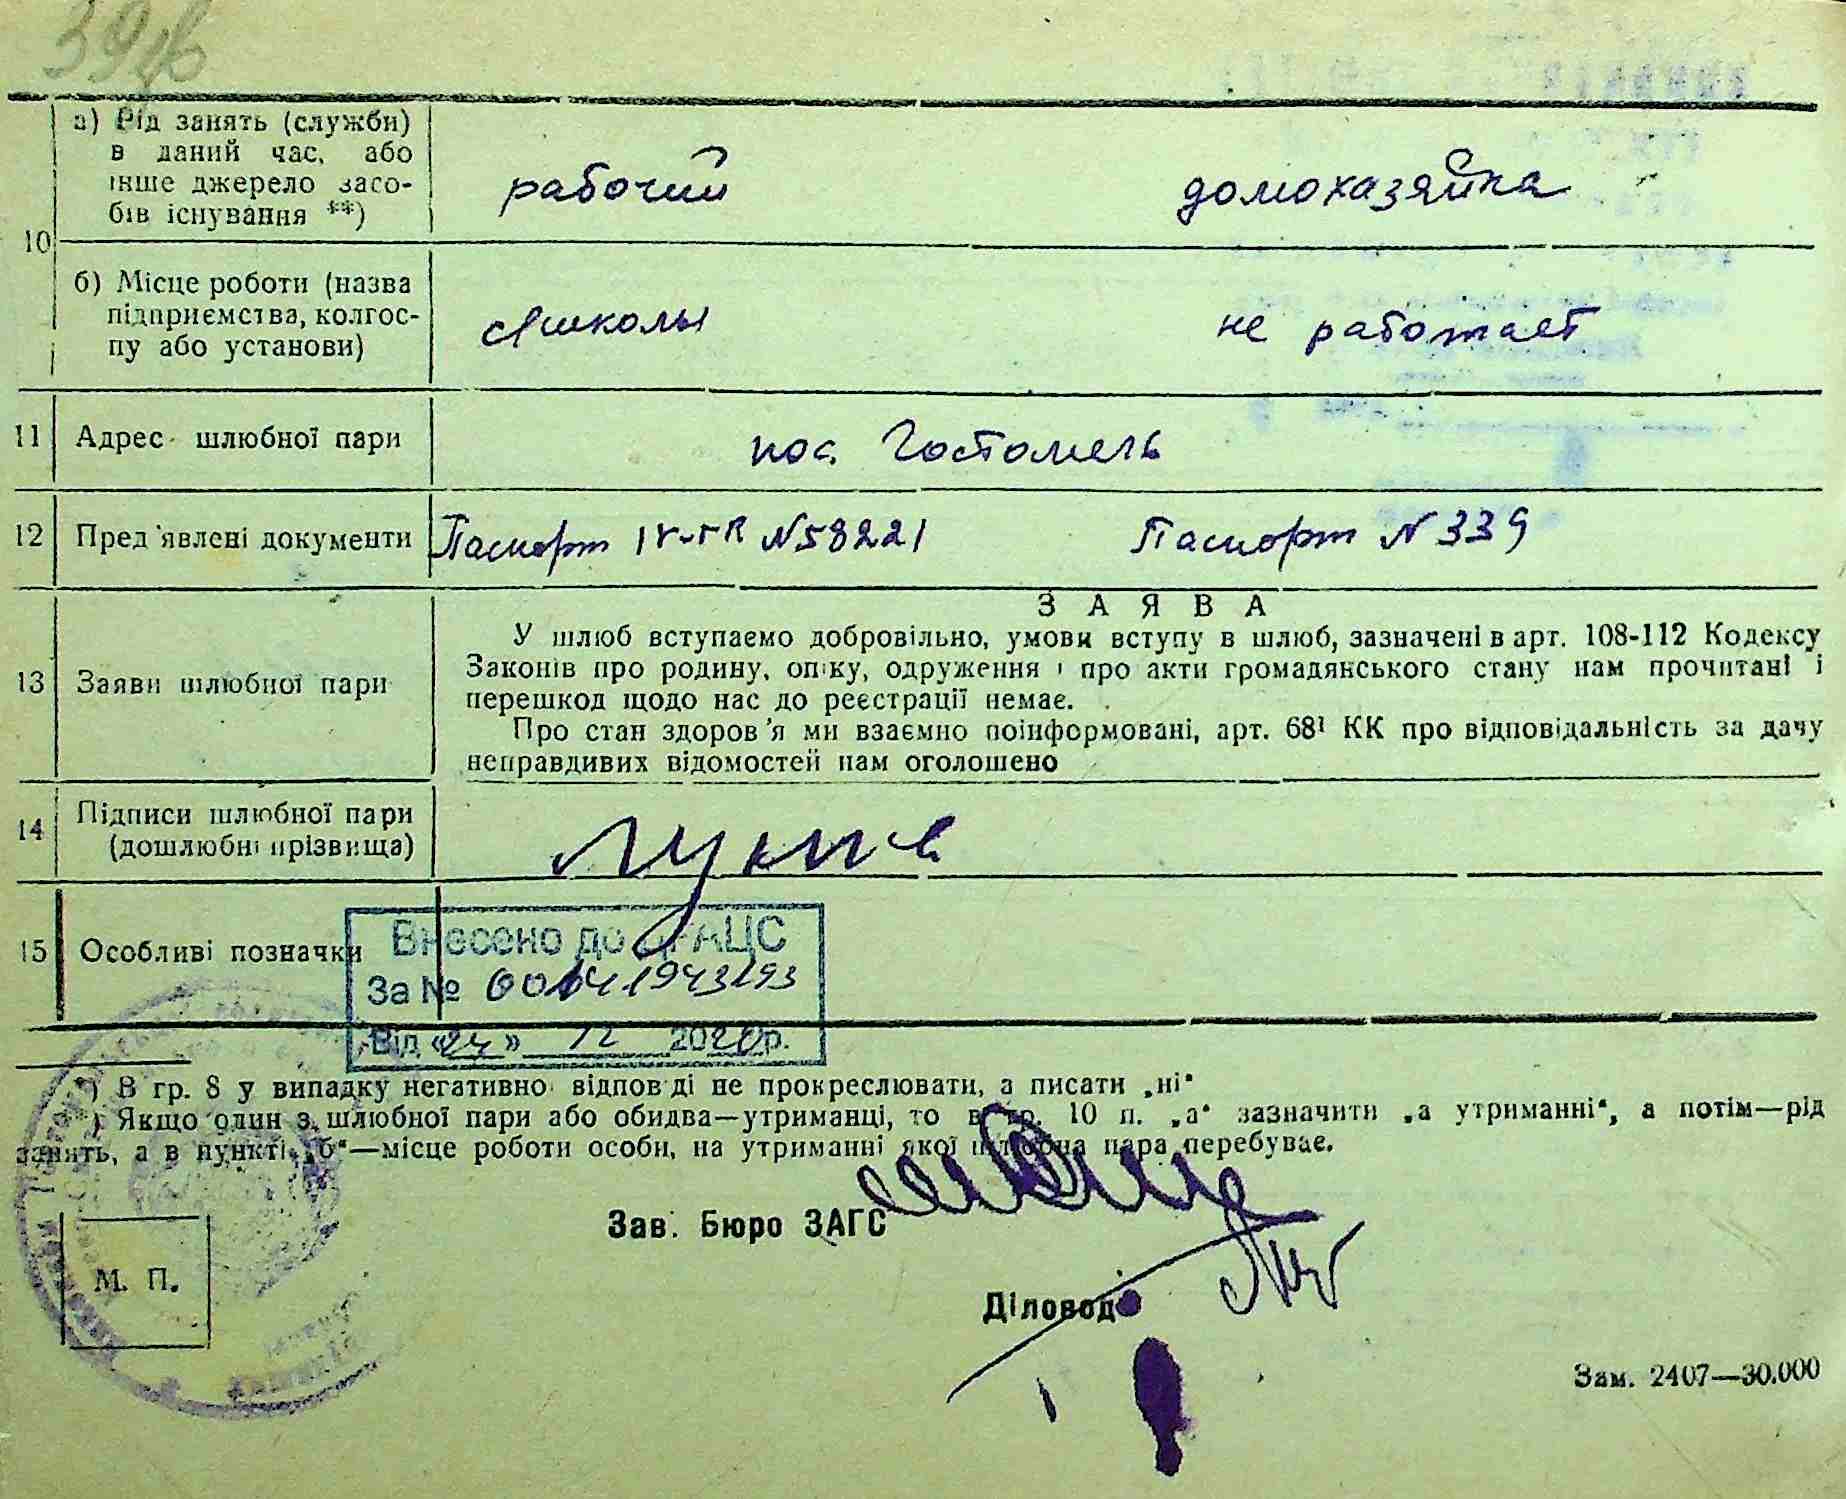 а) Рід занять (служби)
в даний час, або
інше джерело засо-
бів існування **)
рабочий
домохазяйка
10
б) Місце роботи (назва
підприємства, колгос-
пу або установи)
школы
не работает
11 Адрес шлюбної пари
пос. Гостомель
12 Пред'явлені документи
Паспорт N 58221
Паспорт N 339
ЗАЯВА
13 Заяви шлюбної пари
У шлюб вступаємо добровільно, умови вступу в шлюб, зазначені в арт. 108-112 Кодексу
Законів про родину, опіку, одруження і про акти громадянського стану нам прочитані і
перешкод щодо нас до реєстрації немає.
Про стан здоров'я ми взаємно поінформовані, арт. 68¹ КК про відповідальність за дачу
неправдивих відомостей нам оголошено
14 Підписи шлюбної пари
(дошлюбні прізвища)
15 Особливі позначки
Внесено до ДРАЦС
За № 00141943193
Від «24» 12 2020р.
*) В гр. 8 у випадку негативно відпов ді не прокреслювати, а писати „ні“
) Якщо один з шлюбної пари або обидва—утриманці, то в гр. 10 п. „а“ зазначити „а утриманні“, а потім—рід
занять, а в пункті „б“—місце роботи особи, на утриманні якої шлюбна пара перебуває.
Зав. Бюро ЗАГС
М. П.
Діловод
Зам. 2407—30.000